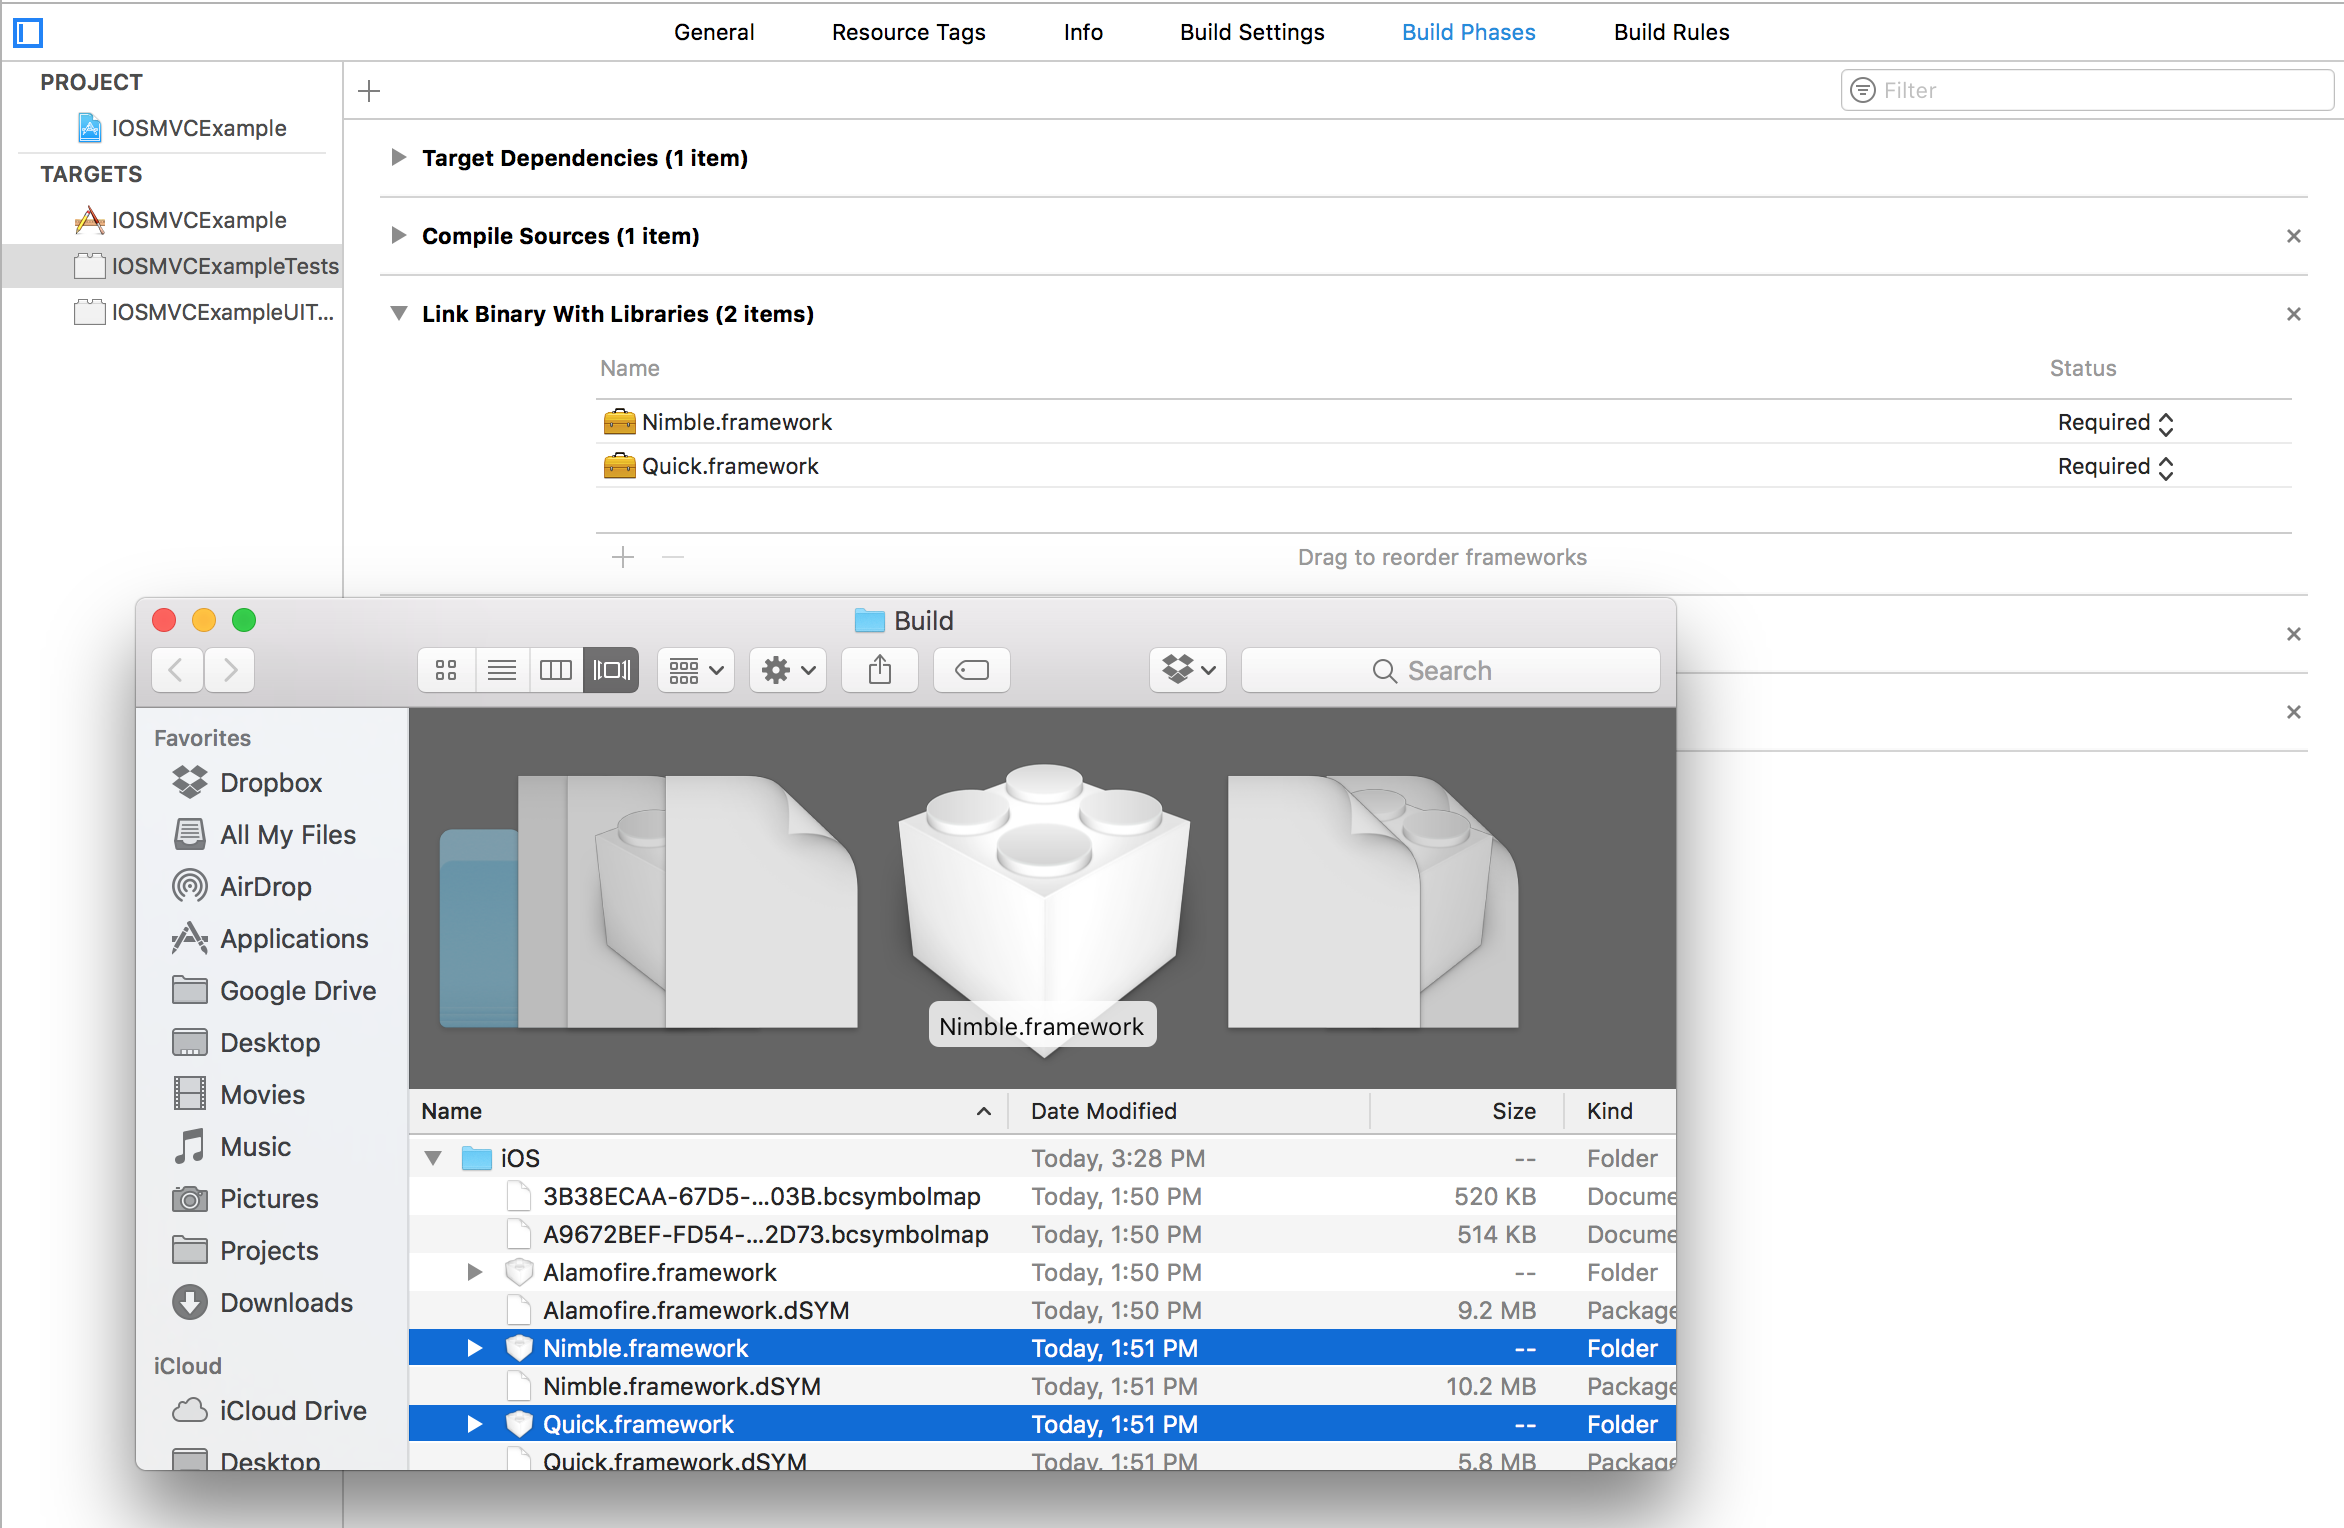 General Resource Tags Info Build Settings Build Phases Build Rules
PROJECT
IOSMVCExample
TARGETS
IOSMVCExample
IOSMVCExampleTests
IOSMVCExampleUIT...
Filter
Target Dependencies (1 item)
Compile Sources (1 item)
Link Binary With Libraries (2 items)
Name Status
Nimble.framework Required
Quick.framework Required
Drag to reorder frameworks
Build
Search
Favorites
Dropbox
All My Files
AirDrop
Applications
Google Drive
Desktop
Movies
Music
Pictures
Projects
Downloads
iCloud
iCloud Drive
Desktop
Nimble.framework
Name Date Modified Size Kind
iOS Today, 3:28 PM -- Folder
3B38ECAA-67D5-...03B.bcsymbolmap Today, 1:50 PM 520 KB Docume
A9672BEF-FD54-...2D73.bcsymbolmap Today, 1:50 PM 514 KB Docume
Alamofire.framework Today, 1:50 PM -- Folder
Alamofire.framework.dSYM Today, 1:50 PM 9.2 MB Package
Nimble.framework Today, 1:51 PM -- Folder
Nimble.framework.dSYM Today, 1:51 PM 10.2 MB Package
Quick.framework Today, 1:51 PM -- Folder
Quick.framework.dSYM Today, 1:51 PM 5.8 MB Package